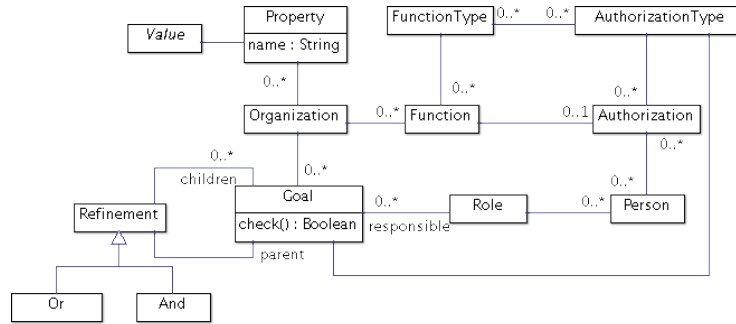 Property
FunctionType
0..*
0..*
AuthorizationType
Value
name : String
0..*
0..*
0..*
Organization
0..*
Function
0..1
Authorization
0..*
0..*
0..*
children
0..*
Goal
0..*
Role
0..*
Person
Refinement
check() : Boolean
responsible
parent
Or
And